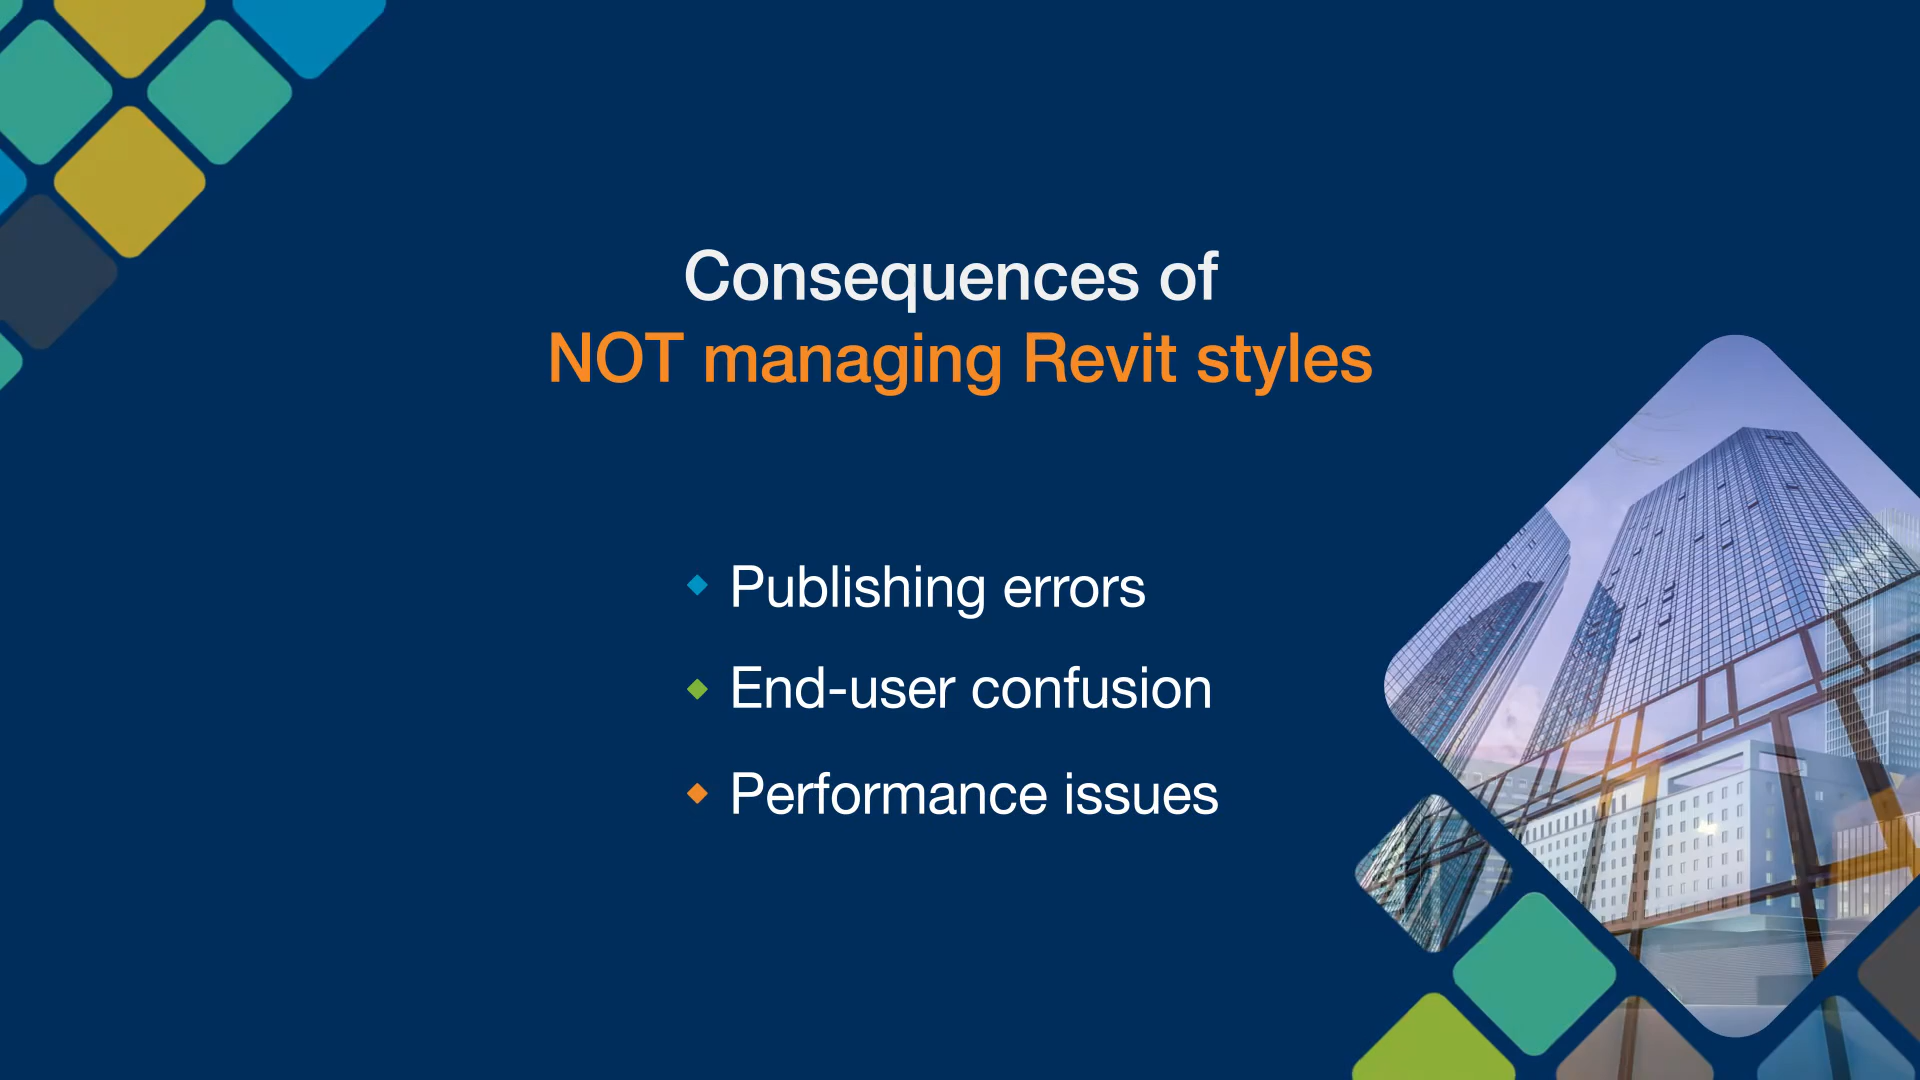 Consequences of
NOT managing Revit styles
Publishing errors
End-user confusion
Performance issues